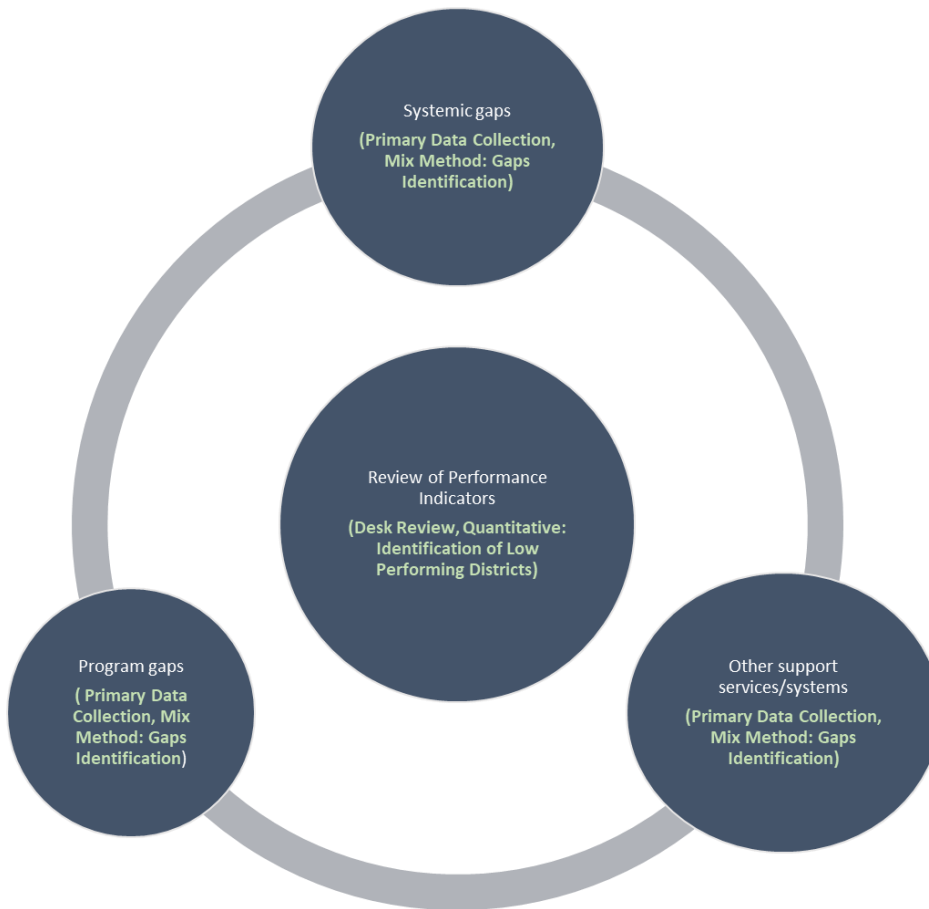 Systemic gaps
(Primary Data Collection,
Mix Method: Gaps
Identification)
Review of Performance
Indicators
(Desk Review, Quantitative:
Identification of Low
Performing Districts)
Program gaps
( Primary Data
Collection, Mix
Method: Gaps
Identification)
Other support
services/systems
(Primary Data Collection,
Mix Method: Gaps
Identification)